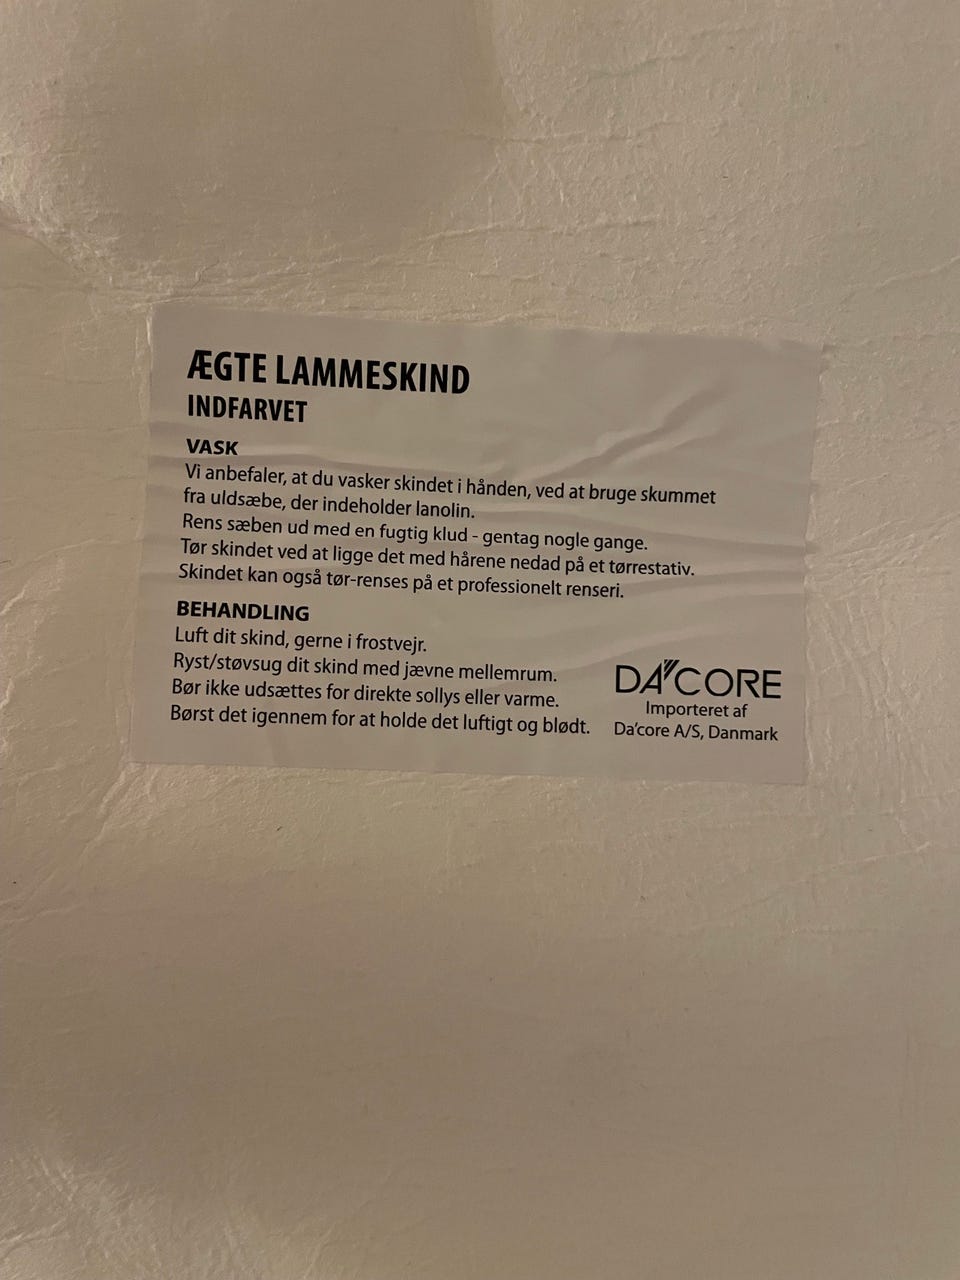 ÆGTE LAMMESKIND
INDFARVET
VASK
Vi anbefaler, at du vasker skindet i hånden, ved at bruge skummet
fra uldsæbe, der indeholder lanolin.
Rens sæben ud med en fugtig klud - gentag nogle gange.
Tør skindet ved at ligge det med hårene nedad på et tørrestativ.
Skindet kan også tør-renses på et professionelt renseri.
BEHANDLING
Luft dit skind, gerne i frostvejr.
Ryst/støvsug dit skind med jævne mellemrum.
Bør ikke udsættes for direkte sollys eller varme.
Børst det igennem for at holde det luftigt og blødt.
DA'CORE
Importeret af
Da'core A/S, Danmark